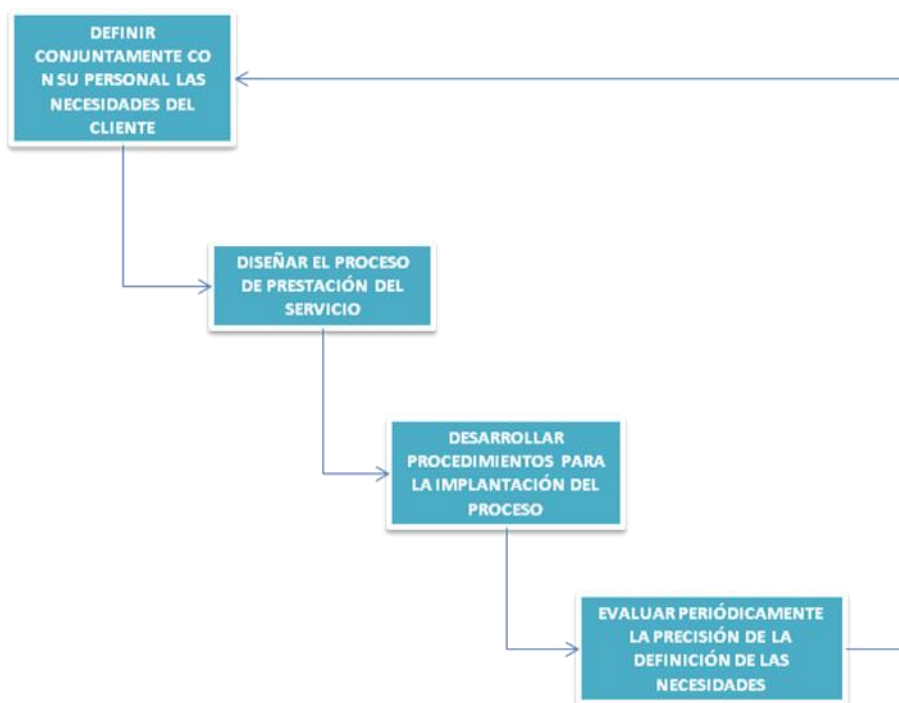 DEFINIR
CONJUNTAMENTE CO
N SU PERSONAL LAS
NECESIDADES DEL
CLIENTE
DISEÑAR EL PROCESO
DE PRESTACIÓN DEL
SERVICIO
DESARROLLAR
PROCEDIMIENTOS PARA
LA IMPLANTACIÓN DEL
PROCESO
EVALUAR PERIÓDICAMENTE
LA PRECISIÓN DE LA
DEFINICIÓN DE LAS
NECESIDADES